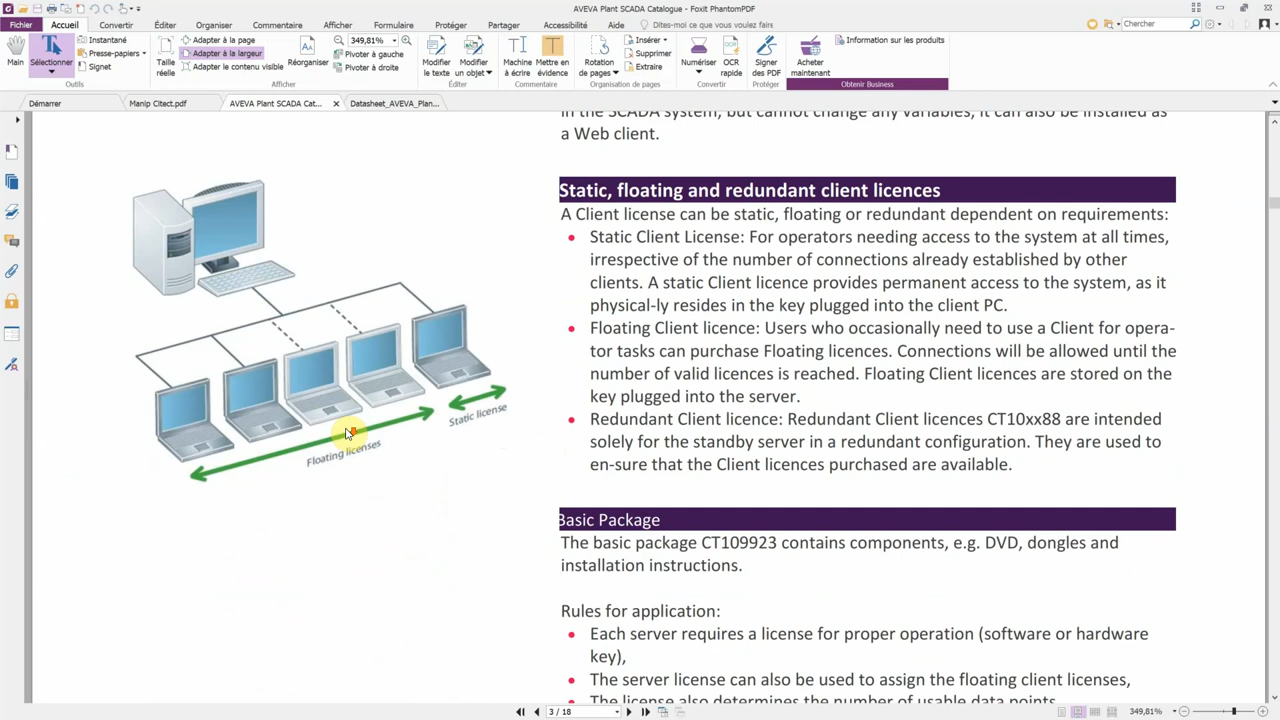 AVEVA Plant SCADA Catalogue - Foxit PhantomPDF
Fichier Accueil Convertir Éditer Organiser Commentaire Afficher Formulaire Protéger Partager Accessibilité Aide Dites-moi ce que vous voulez faire Chercher
Main
Sélectionner
Instantané
Presse-papiers
Signet
Outils
Taille réelle
Adapter à la page
Adapter à la largeur
Adapter le contenu visible
Réorganiser
349,81%
Pivoter à gauche
Pivoter à droite
Afficher
Modifier le texte
Modifier un objet
Éditer
Machine à écrire
Mettre en évidence
Commentaire
Rotation de pages
Insérer
Supprimer
Extraire
Organisation de pages
Numériser
OCR rapide
Convertir
Signer des PDF
Protéger
Acheter maintenant
Information sur les produits
Obtenir Business
Démarrer Manip Citect.pdf AVEVA Plant SCADA Cat... Datasheet_AVEVA_Plan...
in the SCADA system, but cannot change any variables, it can also be installed as
a Web client.
Static, floating and redundant client licences
A Client license can be static, floating or redundant dependent on requirements:
Static Client License: For operators needing access to the system at all times,
irrespective of the number of connections already established by other
clients. A static Client licence provides permanent access to the system, as it
physical-ly resides in the key plugged into the client PC.
Floating Client licence: Users who occasionally need to use a Client for opera-
tor tasks can purchase Floating licences. Connections will be allowed until the
number of valid licences is reached. Floating Client licences are stored on the
key plugged into the server.
Redundant Client licence: Redundant Client licences CT10xx88 are intended
solely for the standby server in a redundant configuration. They are used to
en-sure that the Client licences purchased are available.
Static license
Floating licenses
Basic Package
The basic package CT109923 contains components, e.g. DVD, dongles and
installation instructions.
Rules for application:
Each server requires a license for proper operation (software or hardware
key),
The server license can also be used to assign the floating client licenses,
The license also determines the number of usable data points
3 / 18
349,81%